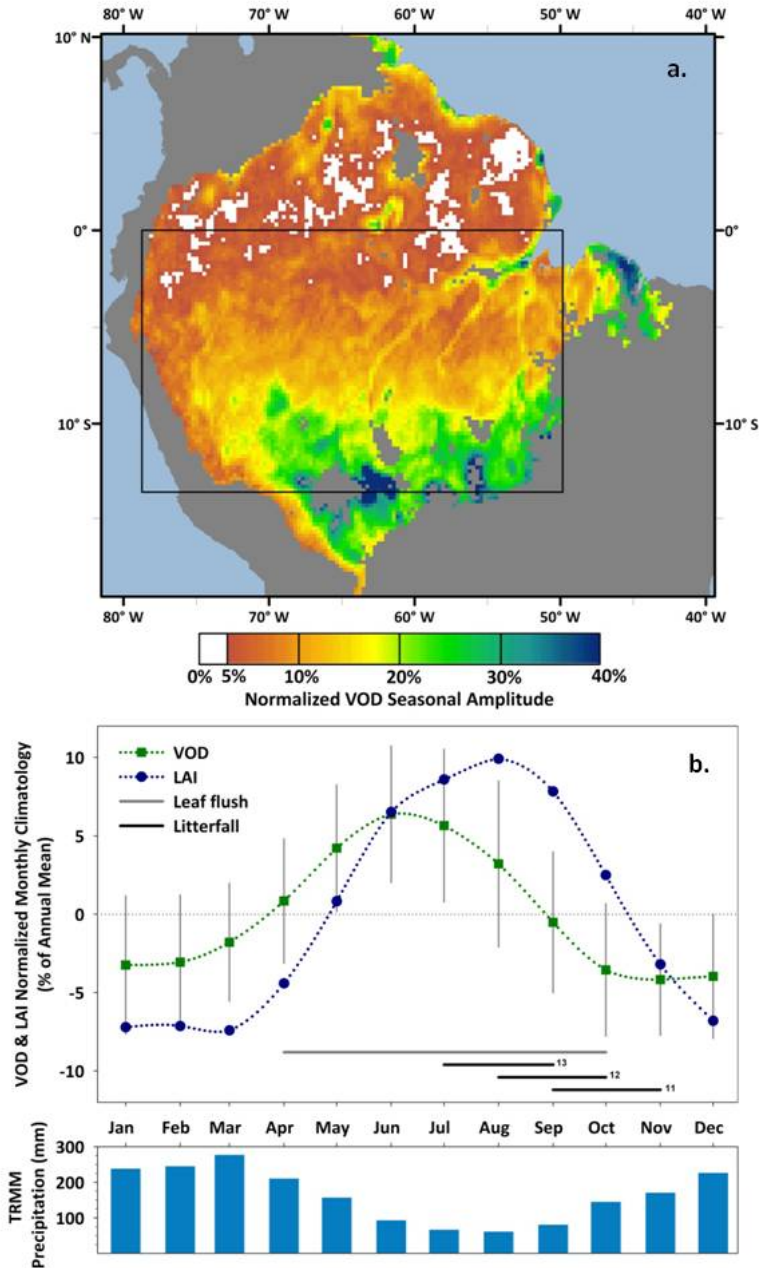 80° W 70° W 60° W 50° W 40° W
10° N
a.
0° 0°
10° S 10° S
80° W 70° W 60° W 50° W 40° W
0% 5% 10% 20% 30% 40%
Normalized VOD Seasonal Amplitude
VOD & LAI Normalized Monthly Climatology
(% of Annual Mean)
10
5
0
-5
-10
VOD
LAI
Leaf flush
Litterfall
b.
13
12
11
Jan Feb Mar Apr May Jun Jul Aug Sep Oct Nov Dec
TRMM
Precipitation (mm)
300
200
100